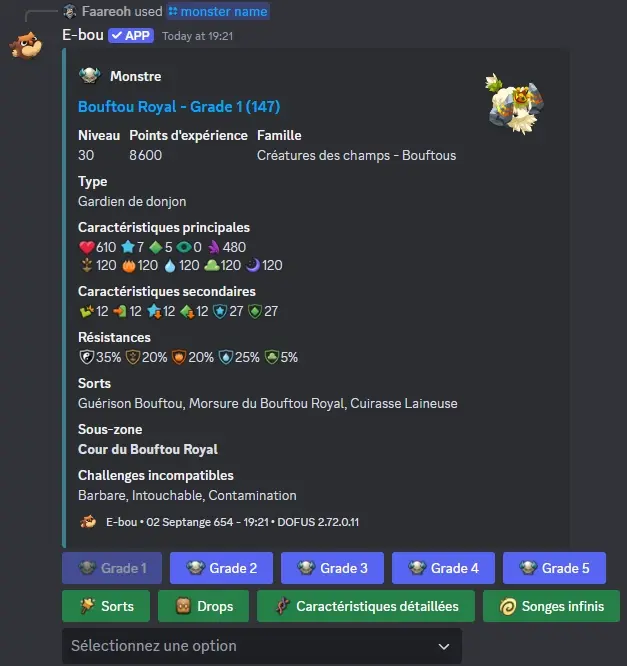 Faareoh used monster name
E-bou APP Today at 19:21
Monstre
Bouftou Royal - Grade 1 (147)
Niveau Points d'expérience Famille
30 8 600 Créatures des champs - Bouftous
Type
Gardien de donjon
Caractéristiques principales
610 7 5 0 480
120 120 120 120 120
Caractéristiques secondaires
12 12 12 12 27 27
Résistances
35% 20% 20% 25% 5%
Sorts
Guérison Bouftou, Morsure du Bouftou Royal, Cuirasse Laineuse
Sous-zone
Cour du Bouftou Royal
Challenges incompatibles
Barbare, Intouchable, Contamination
E-bou • 02 Septange 654 - 19:21 • DOFUS 2.72.0.11
Grade 1 Grade 2 Grade 3 Grade 4 Grade 5
Sorts Drops Caractéristiques détaillées Songes infinis
Sélectionnez une option